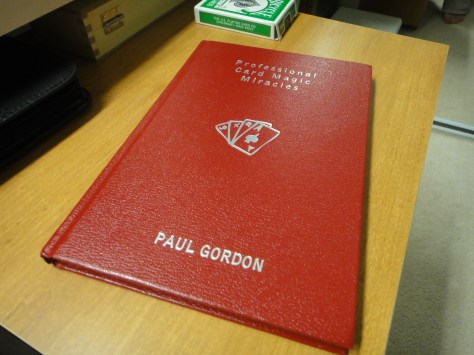 Professional
Card Magic
Miracles
PAUL GORDON